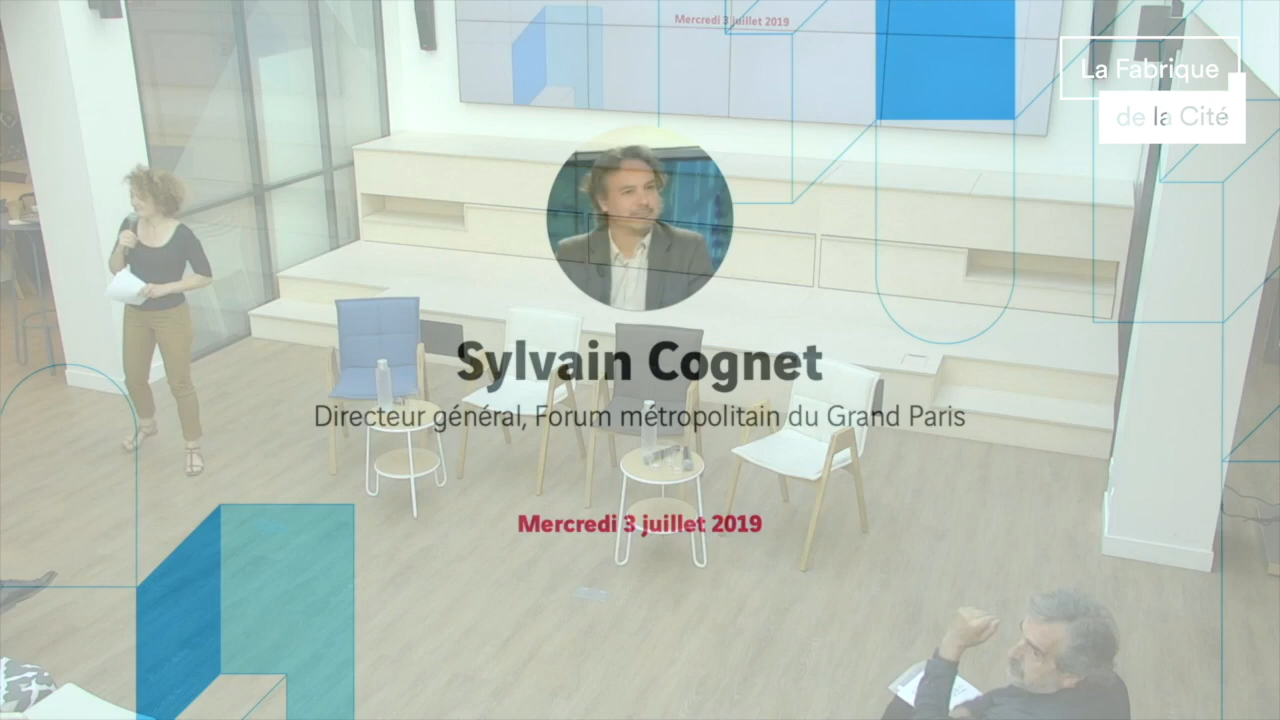 Mercredi 3 juillet 2019
La Fabrique
de la Cité
Sylvain Cognet
Directeur général, Forum métropolitain du Grand Paris
Mercredi 3 juillet 2019